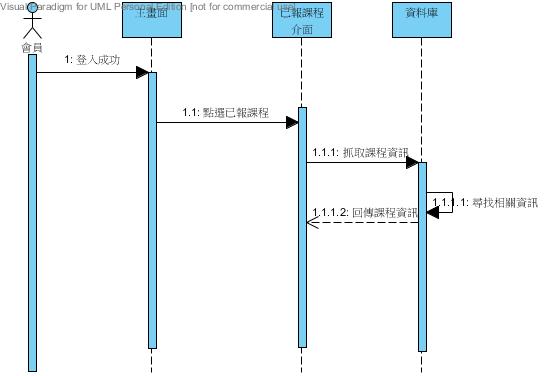 Visual Paradigm for UML Personal Edition [not for commercial use]
主畫面
已報課程
介面
資料庫
會員
1: 登入成功
1.1: 點選已報課程
1.1.1: 抓取課程資訊
1.1.1.1: 尋找相關資訊
1.1.1.2: 回傳課程資訊